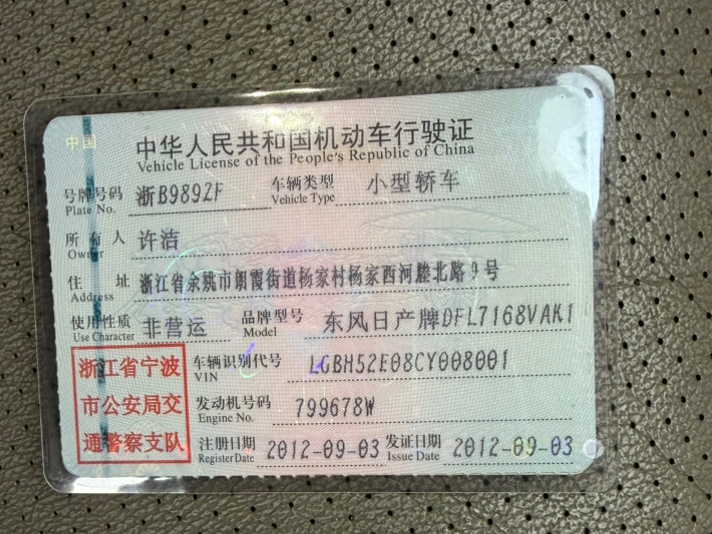 中国
中华人民共和国机动车行驶证
Vehicle License of the People's Republic of China
号牌号码 浙B9892F 车辆类型 小型轿车
Plate No. Vehicle Type
所有人 许洁
Owner
住址 浙江省余姚市朗霞街道杨家村杨家西河塍北路9号
Address
使用性质 非营运 品牌型号 东风日产牌DFL7168VAK1
Use Character Model
浙江省宁波
市公安局交
通警察支队
车辆识别代号 LGBH52E08CY008001
VIN
发动机号码 799678W
Engine No.
注册日期 2012-09-03 发证日期 2012-09-03
Register Date Issue Date